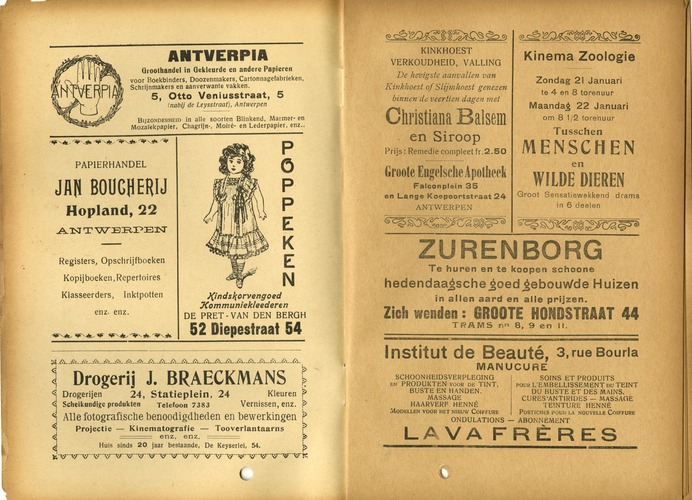 ANTVERPIA
ANTVERPIA
Groothandel in Gekleurde en andere Papieren
voor Boekbinders, Doozenmakers, Cartonnagefabrieken,
Schrijnmakers en aanverwante vakken.
5, Otto Veniusstraat, 5
(nabij de Leysstraat), Antwerpen
Bijzonderheid in alle soorten Blinkend, Marmer- en
Mozaïekpapier, Chagrijn-, Moiré- en Lederpapier, enz..
PAPIERHANDEL
JAN BOUCHERIJ
Hopland, 22
ANTWERPEN
Registers, Opschrijfboeken
Kopijboeken, Repertoires
Klasseerders, Inktpotten
enz. enz.
POPPEKEN
Kindskorvengoed
Kommuniekleederen
DE PRET-VAN DEN BERGH
52 Diepestraat 54
Drogerij J. BRAECKMANS
Drogerijen 24, Statieplein, 24 Kleuren
Scheikundige produkten Telefoon 7383 Vernissen, enz.
Alle fotografische benoodigdheden en bewerkingen
Projectie — Kinematografie — Tooverlantaarns
enz. enz.
Huis sinds 20 jaar bestaande, De Keyserlei, 54.
KINKHOEST
VERKOUDHEID, VALLING
De hevigste aanvallen van
Kinkhoest of Slijmhoest genezen
binnen de veertien dagen met
Christiana Balsem
en Siroop
Prijs: Remedie compleet fr. 2.50
Groote Engelsche Apotheek
Falconplein 35
en Lange Koepoortstraat 24
ANTWERPEN
Kinema Zoologie
Zondag 21 Januari
te 4 en 8 torenuur
Maandag 22 Januari
om 8 1/2 torenuur
Tusschen
MENSCHEN
en
WILDE DIEREN
Groot Sensatiewekkend drama
in 6 deelen
ZURENBORG
Te huren en te koopen schoone
hedendaagsche goed gebouwde Huizen
in allen aard en alle prijzen.
Zich wenden : GROOTE HONDSTRAAT 44
TRAMS nn 8, 9 en 11.
Institut de Beauté, 3, rue Bourla
MANUCURE
SCHOONHEIDSVERPLEGING
EN PRODUKTEN VOOR DE TINT,
BUSTE EN HANDEN.
MASSAGE
HAARVERF HENNÉ
Modellen voor het nieuw Coiffure
SOINS ET PRODUITS
POUR L'EMBELLISSEMENT DU TEINT
DU BUSTE ET DES MAINS.
CURES ANTIRIDES — MASSAGE
TEINTURE HENNÉ
Postiches pour la nouvelle Coiffure
ONDULATIONS — ABONNEMENT
LAVA FRÈRES